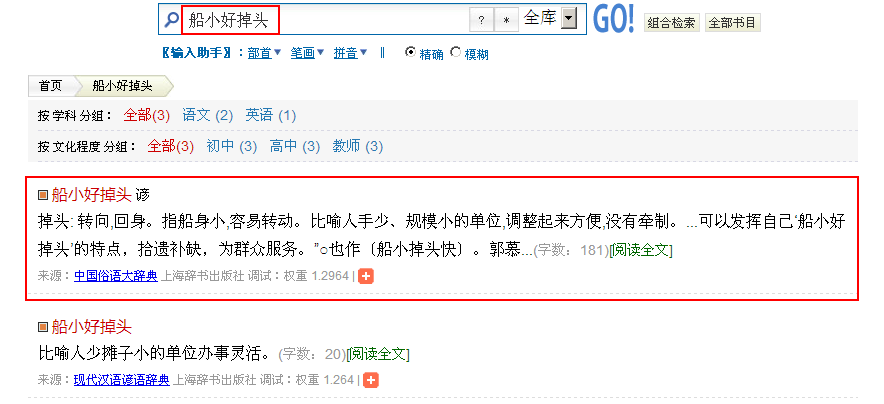 船小好掉头 ? * 全库 GO! 组合检索 全部书目
〖输入助手〗: 部首 笔画 拼音 || 精确 模糊
首页 船小好掉头
按学科分组: 全部(3) 语文 (2) 英语 (1)
按文化程度分组: 全部(3) 初中 (3) 高中 (3) 教师 (3)
船小好掉头 谚
掉头: 转向,回身。指船身小,容易转动。比喻人手少、规模小的单位,调整起来方便,没有牵制。...可以发挥自己‘船小好
掉头’的特点，拾遗补缺，为群众服务。”○也作〔船小掉头快〕。郭慕...(字数：181)[阅读全文]
来源：中国俗语大辞典 上海辞书出版社 调试：权重 1.2964 |
船小好掉头
比喻人少摊子小的单位办事灵活。(字数：20)[阅读全文]
来源：现代汉语谚语辞典 上海辞书出版社 调试：权重 1.264 |